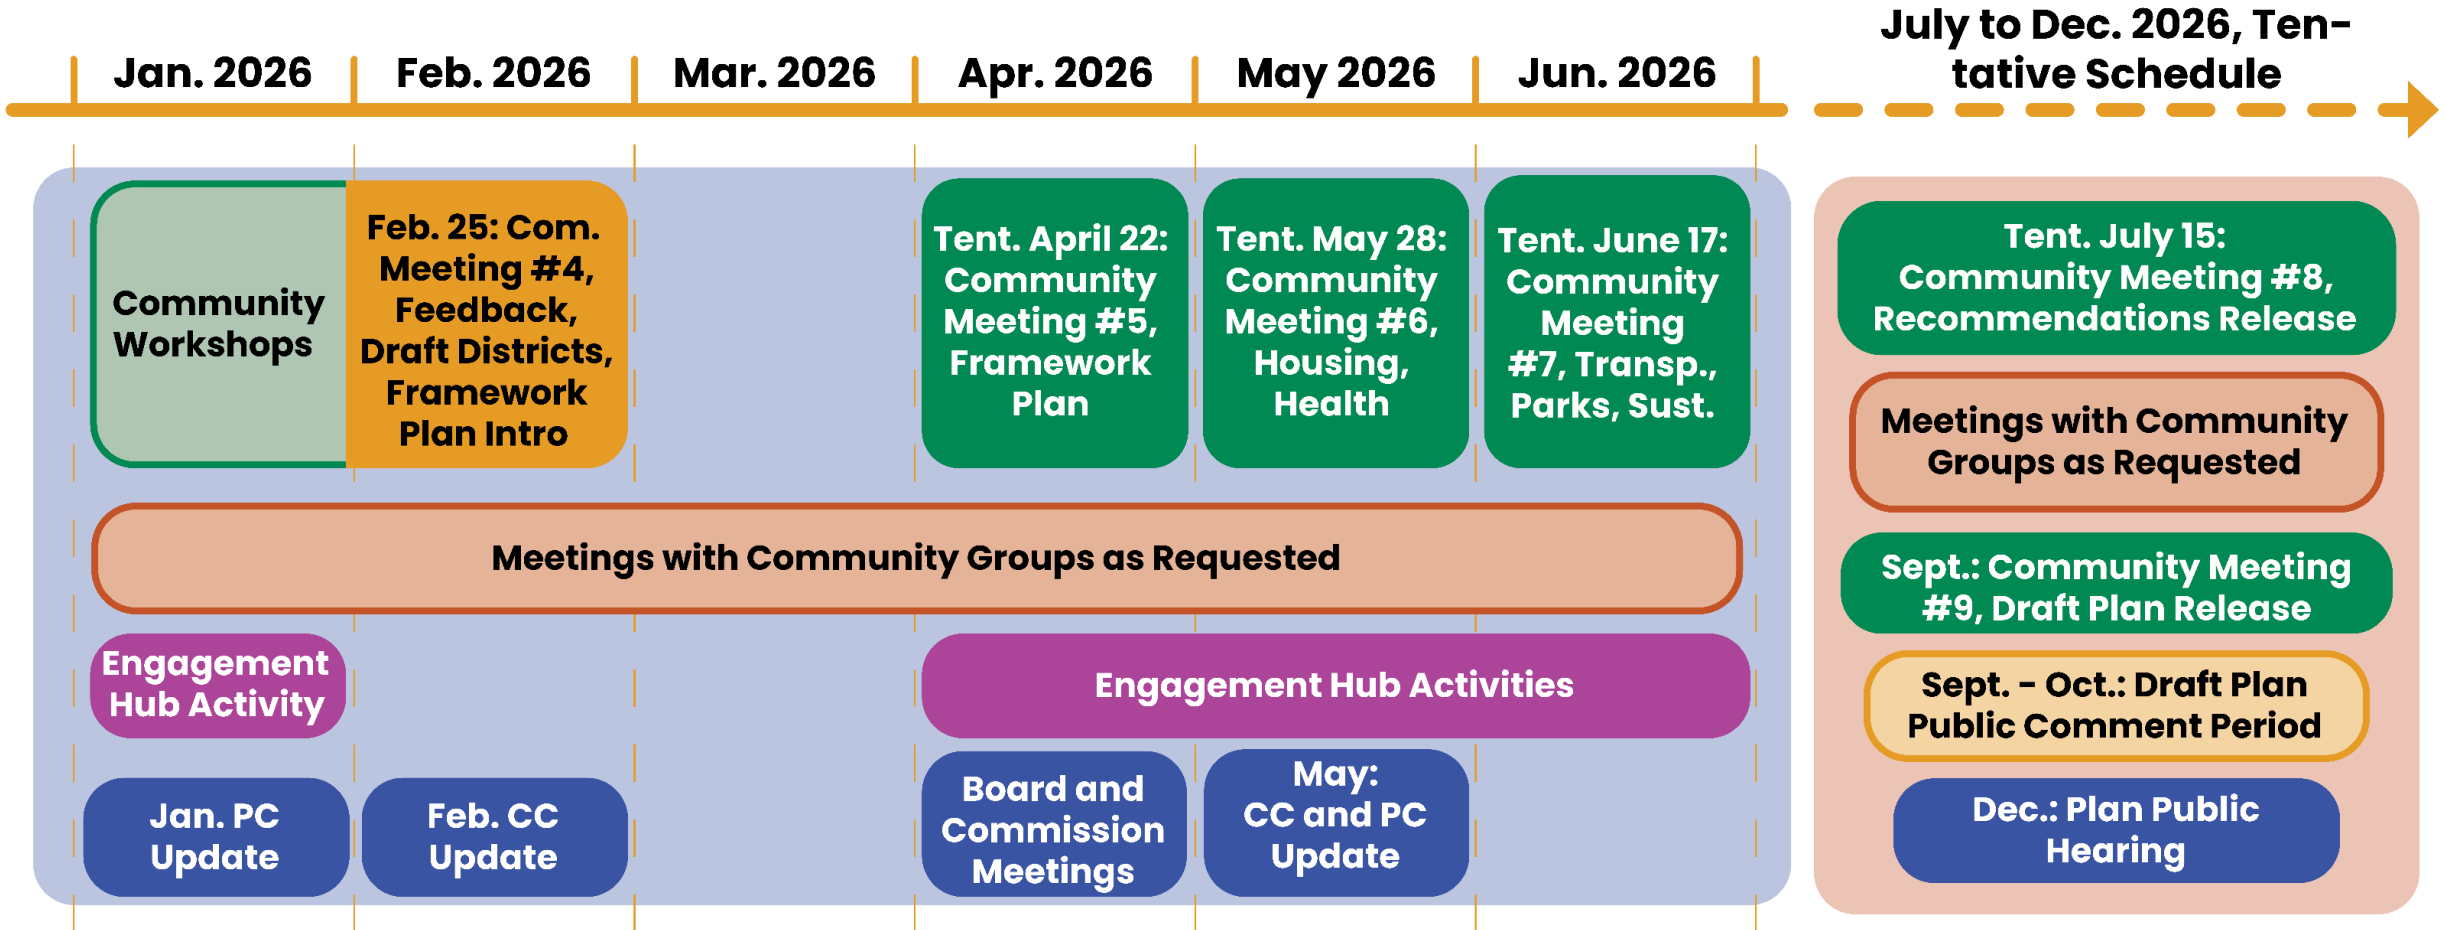 Jan. 2026
Feb. 2026
Mar. 2026
Apr. 2026
May 2026
Jun. 2026
July to Dec. 2026, Ten-
tative Schedule
Community
Workshops
Feb. 25: Com.
Meeting #4,
Feedback,
Draft Districts,
Framework
Plan Intro
Tent. April 22:
Community
Meeting #5,
Framework
Plan
Tent. May 28:
Community
Meeting #6,
Housing,
Health
Tent. June 17:
Community
Meeting
#7, Transp.,
Parks, Sust.
Meetings with Community Groups as Requested
Engagement
Hub Activity
Engagement Hub Activities
Jan. PC
Update
Feb. CC
Update
Board and
Commission
Meetings
May:
CC and PC
Update
Tent. July 15:
Community Meeting #8,
Recommendations Release
Meetings with Community
Groups as Requested
Sept.: Community Meeting
#9, Draft Plan Release
Sept. - Oct.: Draft Plan
Public Comment Period
Dec.: Plan Public
Hearing